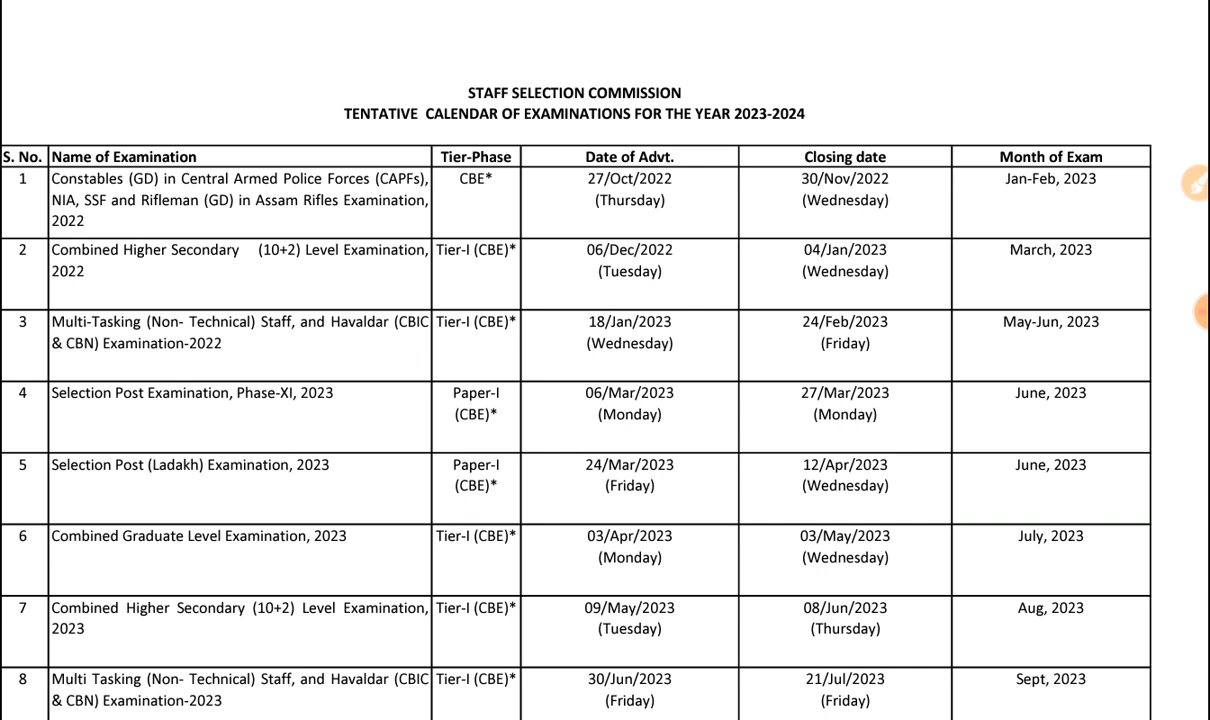 STAFF SELECTION COMMISSION
TENTATIVE CALENDAR OF EXAMINATIONS FOR THE YEAR 2023-2024
S. No. Name of Examination Tier-Phase Date of Advt. Closing date Month of Exam
1 Constables (GD) in Central Armed Police Forces (CAPFs), CBE* 27/Oct/2022 30/Nov/2022 Jan-Feb, 2023
NIA, SSF and Rifleman (GD) in Assam Rifles Examination, (Thursday) (Wednesday)
2022
2 Combined Higher Secondary (10+2) Level Examination, Tier-I (CBE)* 06/Dec/2022 04/Jan/2023 March, 2023
2022 (Tuesday) (Wednesday)
3 Multi-Tasking (Non- Technical) Staff, and Havaldar (CBIC Tier-I (CBE)* 18/Jan/2023 24/Feb/2023 May-Jun, 2023
& CBN) Examination-2022 (Wednesday) (Friday)
4 Selection Post Examination, Phase-XI, 2023 Paper-I 06/Mar/2023 27/Mar/2023 June, 2023
(CBE)* (Monday) (Monday)
5 Selection Post (Ladakh) Examination, 2023 Paper-I 24/Mar/2023 12/Apr/2023 June, 2023
(CBE)* (Friday) (Wednesday)
6 Combined Graduate Level Examination, 2023 Tier-I (CBE)* 03/Apr/2023 03/May/2023 July, 2023
(Monday) (Wednesday)
7 Combined Higher Secondary (10+2) Level Examination, Tier-I (CBE)* 09/May/2023 08/Jun/2023 Aug, 2023
2023 (Tuesday) (Thursday)
8 Multi Tasking (Non- Technical) Staff, and Havaldar (CBIC Tier-I (CBE)* 30/Jun/2023 21/Jul/2023 Sept, 2023
& CBN) Examination-2023 (Friday) (Friday)